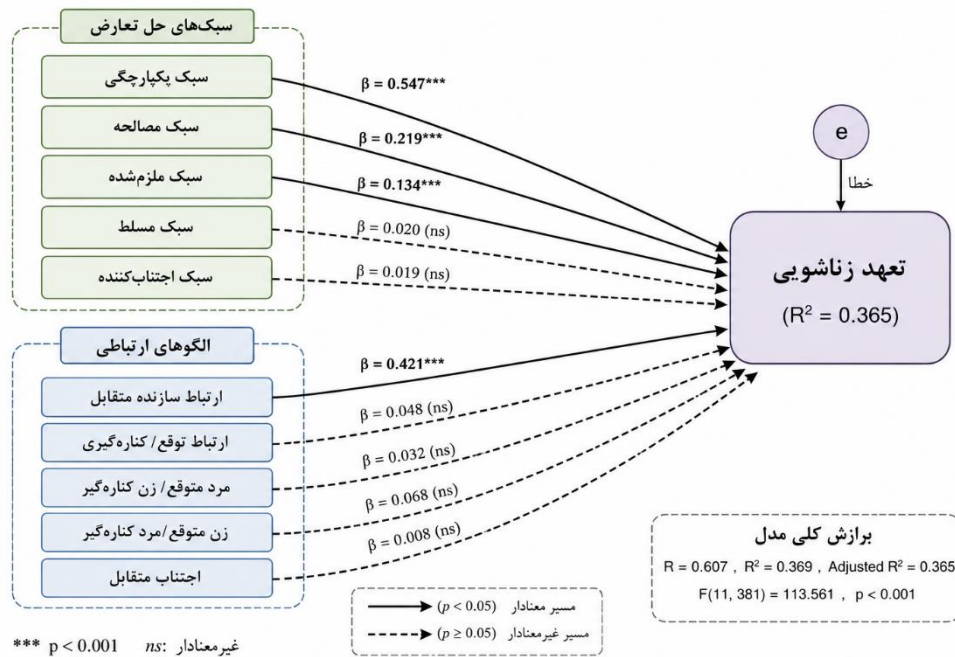 سبک‌های حل تعارض
سبک یکپارچگی
سبک مصالحه
سبک ملزم‌شده
سبک مسلط
سبک اجتناب‌کننده
الگوهای ارتباطی
ارتباط سازنده متقابل
ارتباط توقع/کناره‌گیری
مرد متوقع/زن کناره‌گیر
زن متوقع/مرد کناره‌گیر
اجتناب متقابل
β = 0.547***
β = 0.219***
β = 0.134***
β = 0.020 (ns)
β = 0.019 (ns)
β = 0.421***
β = 0.048 (ns)
β = 0.032 (ns)
β = 0.068 (ns)
β = 0.008 (ns)
e
خطا
تعهد زناشویی
(R² = 0.365)
برازش کلی مدل
R = 0.607 , R² = 0.369 , Adjusted R² = 0.365
F(11, 381) = 113.561 , p < 0.001
مسیر معنادار (p < 0.05)
مسیر غیرمعنادار (p ≥ 0.05)
*** p < 0.001 ns: غیرمعنادار